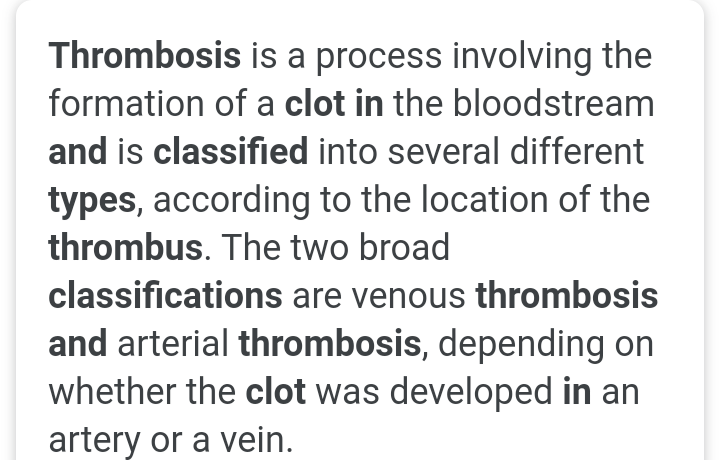 Thrombosis is a process involving the
formation of a clot in the bloodstream
and is classified into several different
types, according to the location of the
thrombus. The two broad
classifications are venous thrombosis
and arterial thrombosis, depending on
whether the clot was developed in an
artery or a vein.